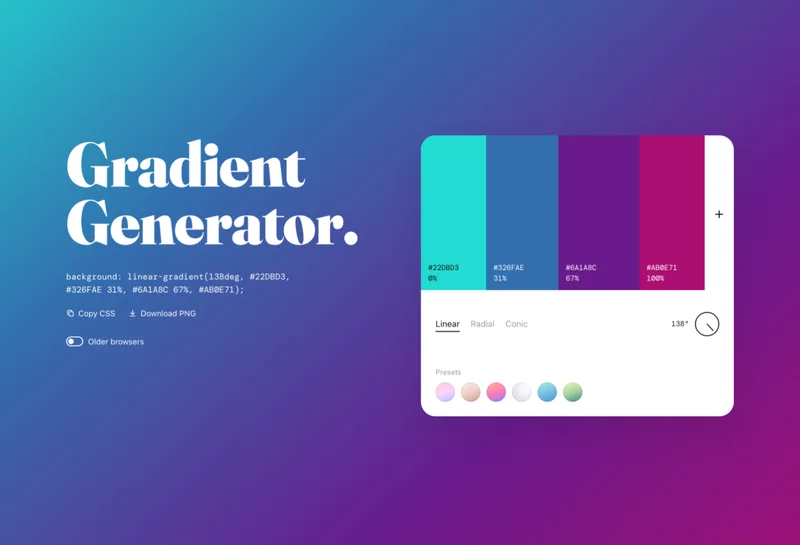 Gradient
Generator.
background: linear-gradient(138deg, #22DBD3,
#326FAE 31%, #6A1A8C 67%, #AB0E71);
Copy CSS
Download PNG
Older browsers
#22DBD3
0%
#326FAE
31%
#6A1A8C
67%
#AB0E71
100%
+
Linear
Radial
Conic
138°
Presets